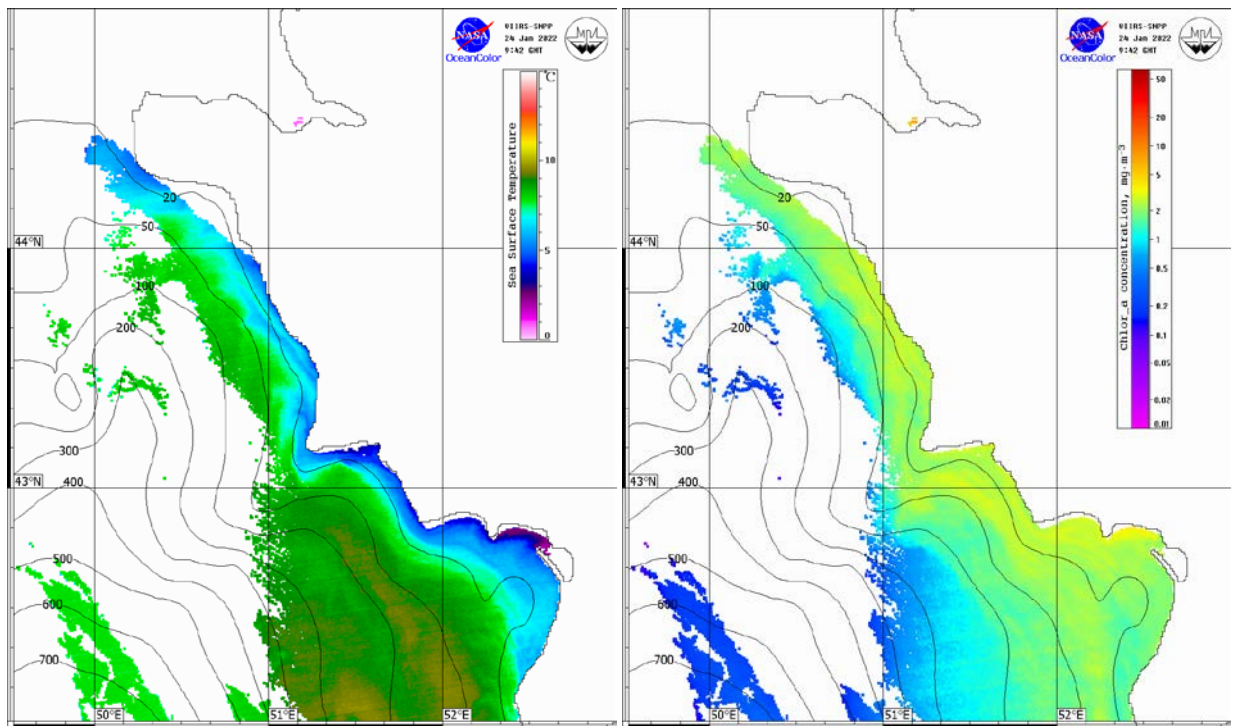 NASA
OceanColor
VIIRS-SNPP
24 Jan 2022
9:42 GMT
°C
10
5
0
Sea Surface Temperature
20
50
44°N
100
200
300
43°N
400
500
600
700
50°E
51°E
52°E
NASA
OceanColor
VIIRS-SNPP
24 Jan 2022
9:42 GMT
50
20
10
5
2
1
0.5
0.2
0.1
0.05
0.02
0.01
Chlor_a concentration, mg·m⁻³
20
50
44°N
100
200
300
43°N
400
500
600
700
50°E
51°E
52°E